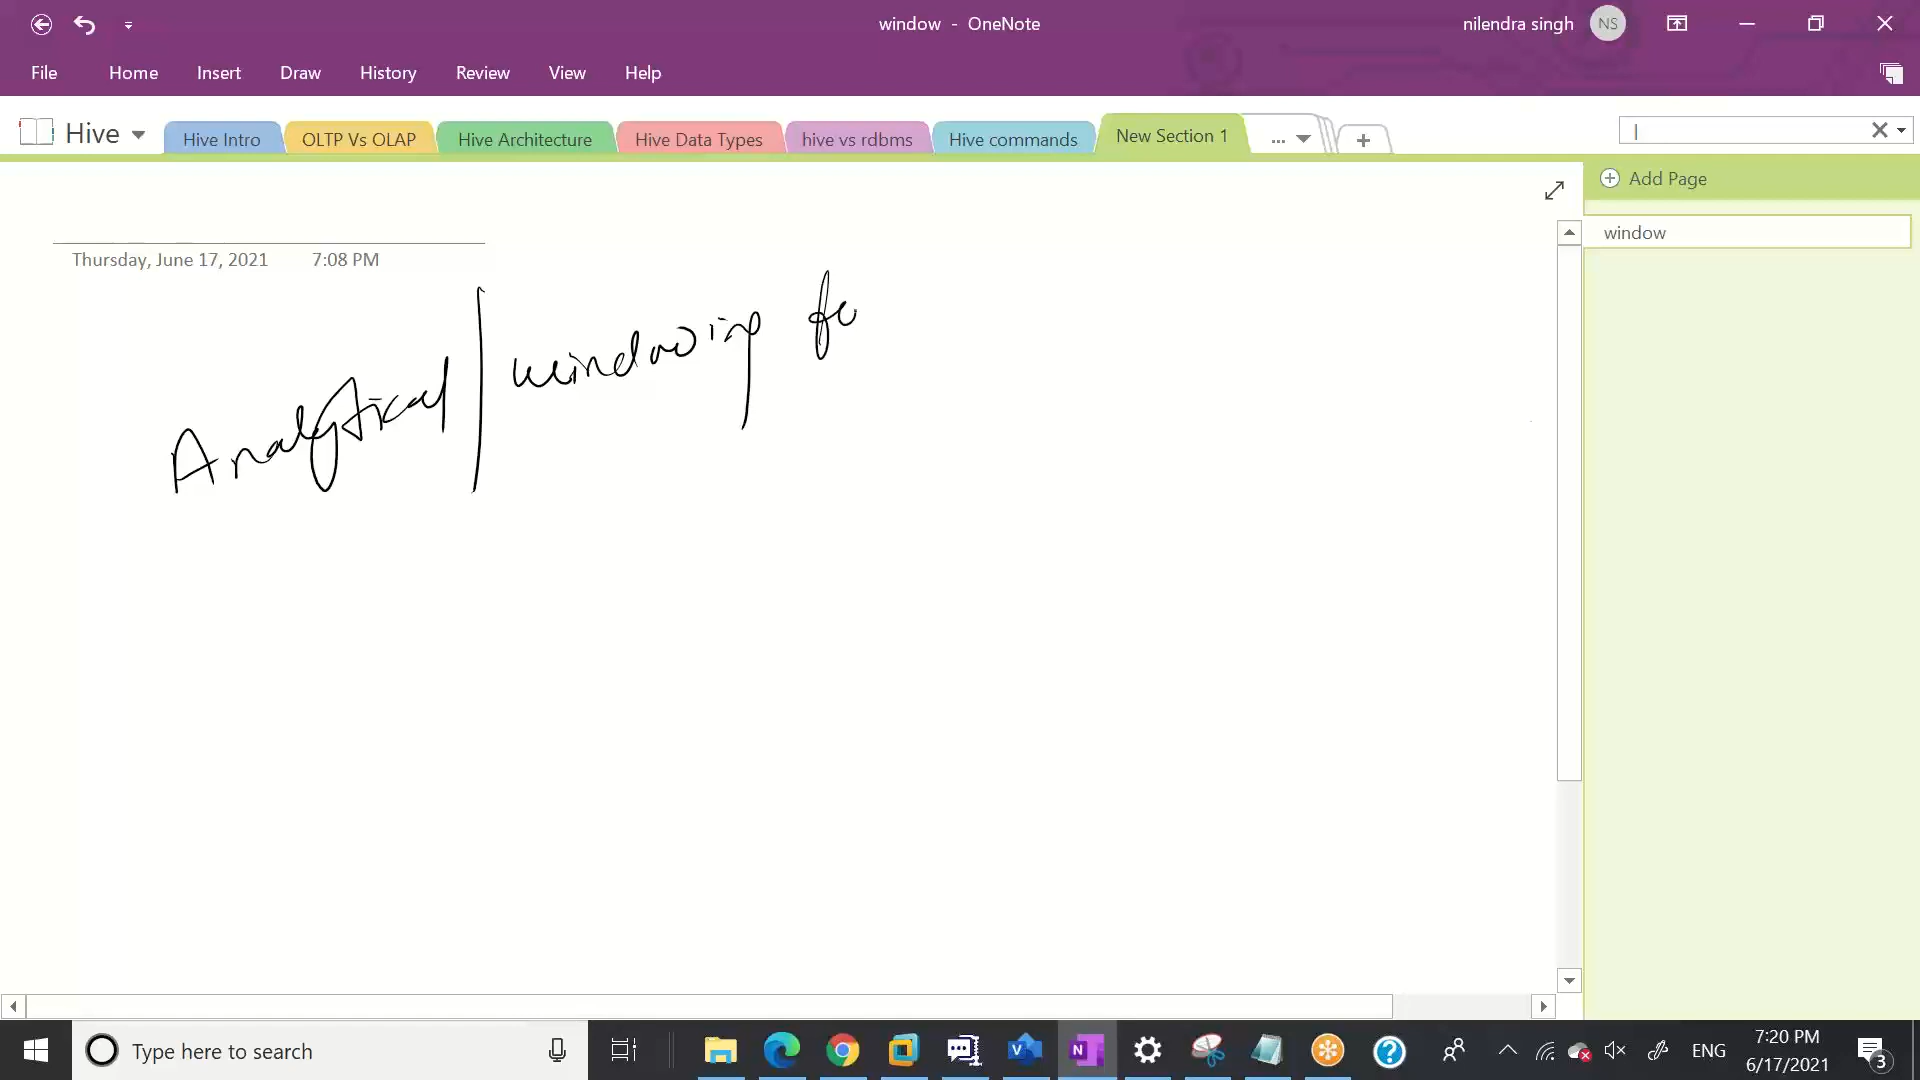 window - OneNote
nilendra singh NS
File Home Insert Draw History Review View Help
Hive Hive Intro OLTP Vs OLAP Hive Architecture Hive Data Types hive vs rdbms Hive commands New Section 1 ...
Add Page
window
Thursday, June 17, 2021 7:08 PM
Analytical | windowing
Type here to search
ENG
7:20 PM
6/17/2021
3